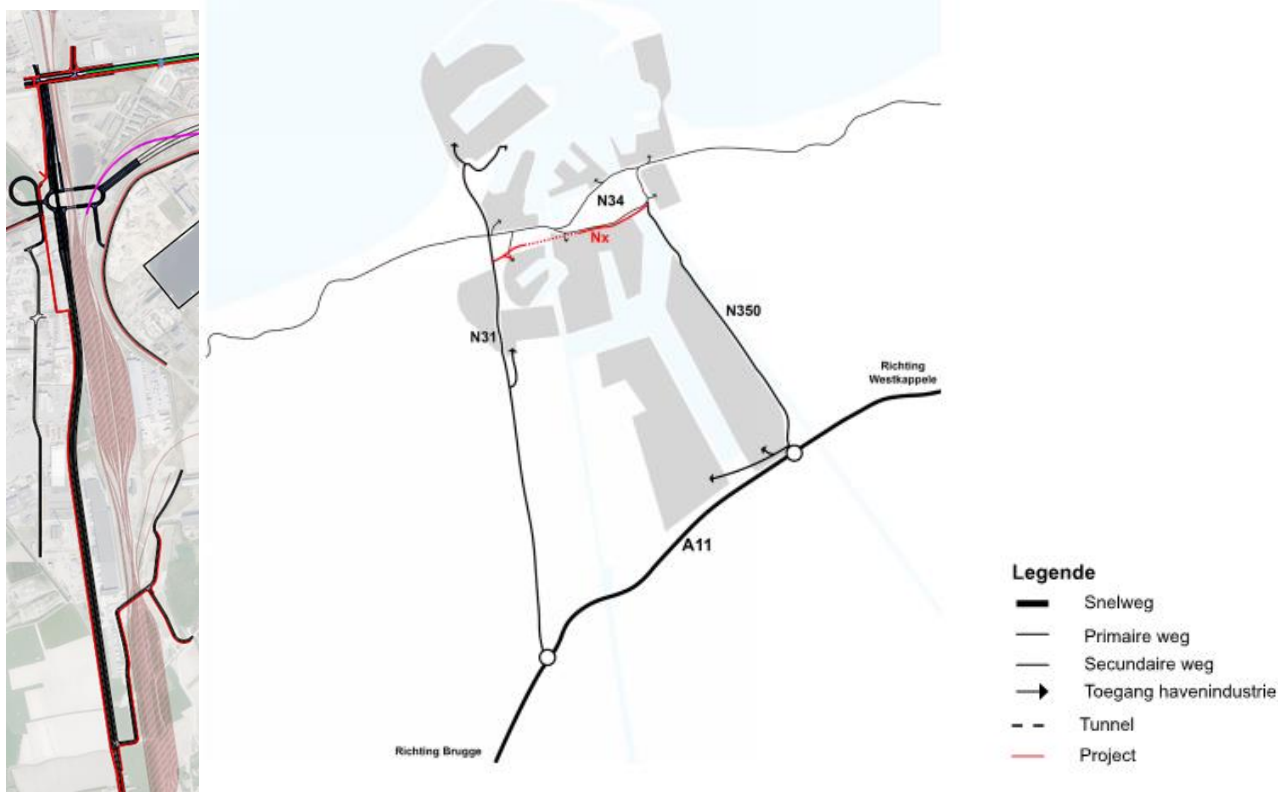 N34
Nx
N350
N31
Richting
Westkappele
A11
Richting Brugge
Legende
Snelweg
Primaire weg
Secundaire weg
Toegang havenindustrie
Tunnel
Project